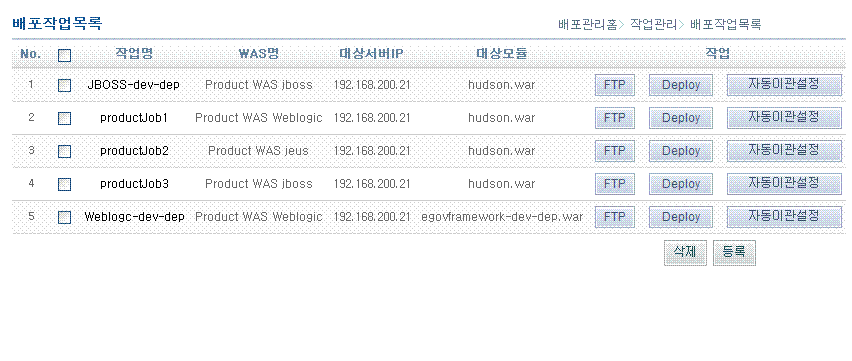 배포작업목록 배포관리홈> 작업관리> 배포작업목록
No. 작업명 WAS명 대상서버IP 대상모듈 작업
1 JBOSS-dev-dep Product WAS jboss 192.168.200.21 hudson.war FTP Deploy 자동이관설정
2 productJob1 Product WAS Weblogic 192.168.200.21 hudson.war FTP Deploy 자동이관설정
3 productJob2 Product WAS jeus 192.168.200.21 hudson.war FTP Deploy 자동이관설정
4 productJob3 Product WAS jboss 192.168.200.21 hudson.war FTP Deploy 자동이관설정
5 Weblogc-dev-dep Product WAS Weblogic 192.168.200.21 egovframework-dev-dep.war FTP Deploy 자동이관설정
삭제 등록